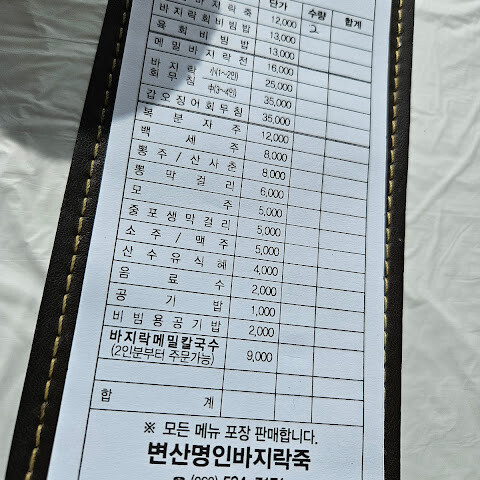 단가 수량 합계
바 지 락 죽 12,000 2
바지락회비빔밥 13,000
육 회 비 빔 밥 13,000
메밀바지락전 16,000
바 지 락 小(1~2인) 25,000
회 무 침 中(3~4인) 35,000
갑오징어회무침 35,000
복 분 자 주 12,000
백 세 주 8,000
뽕주 / 산사춘 8,000
뽕 막 걸 리 6,000
모 주 5,000
줄포생막걸리 5,000
소 주 / 맥 주 5,000
산 수 유 식 혜 4,000
음 료 수 2,000
공 기 밥 1,000
비빔용공기밥 2,000
바지락메밀칼국수 9,000
(2인분부터 주문가능)
합 계
※ 모든 메뉴 포장 판매합니다.
변산명인바지락죽